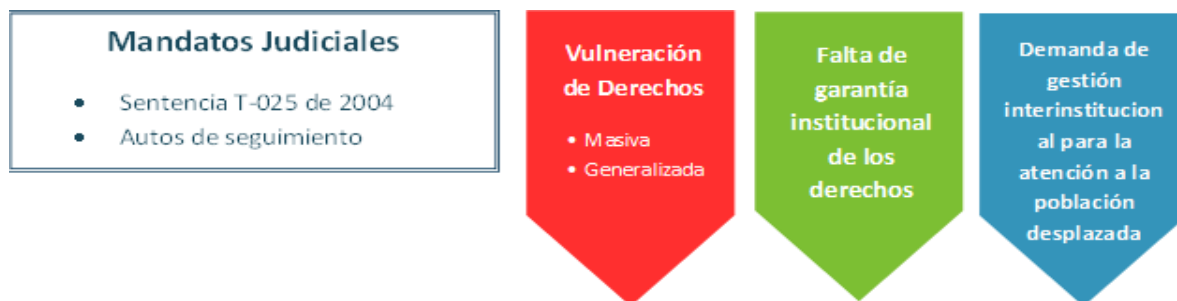 Mandatos Judiciales
• Sentencia T-025 de 2004
• Autos de seguimiento
Vulneración
de Derechos
• Masiva
• Generalizada
Falta de
garantía
institucional
de los
derechos
Demanda de
gestión
interinstitucion
al para la
atención a la
población
desplazada